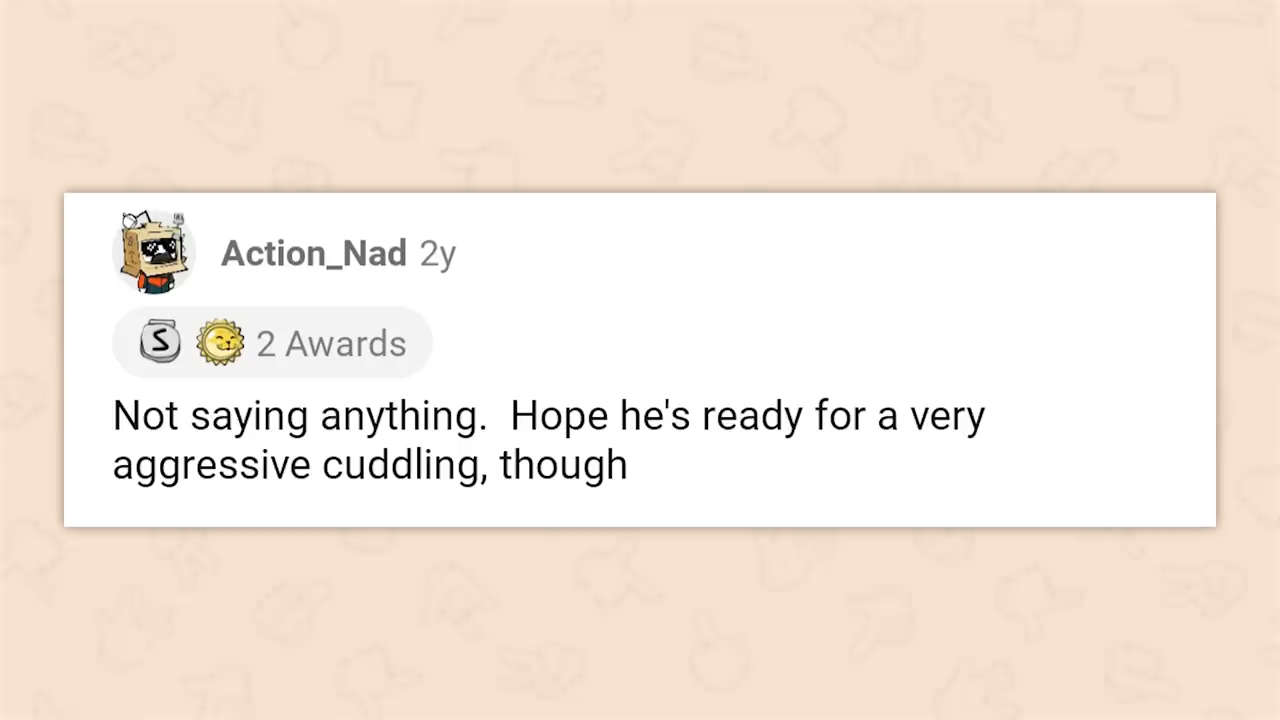 Action_Nad 2y
S 2 Awards
Not saying anything.  Hope he's ready for a very
aggressive cuddling, though